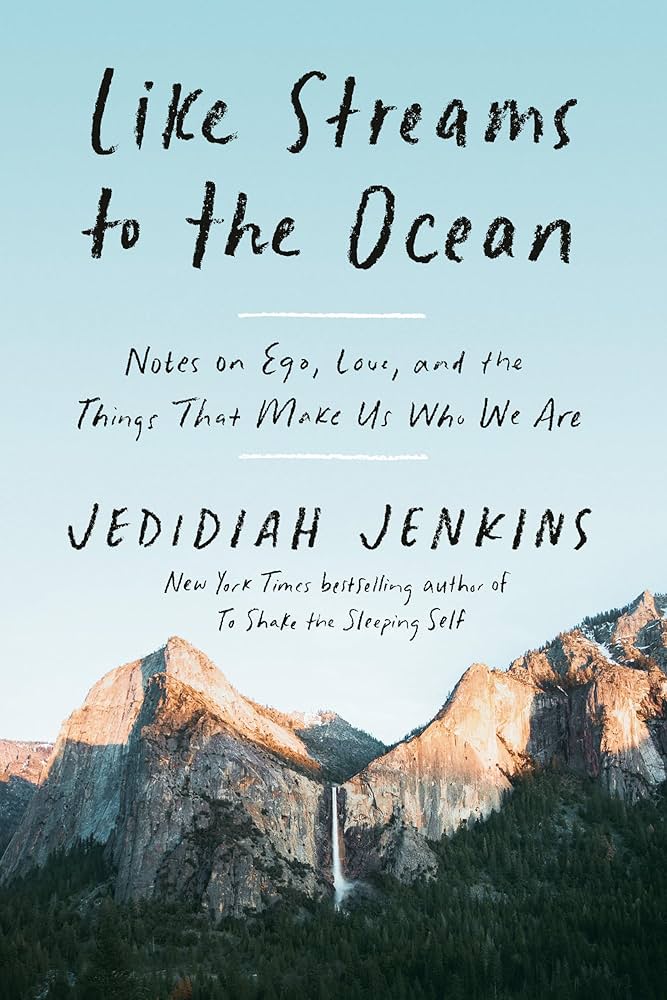 Like Streams
to the Ocean
Notes on Ego, Love, and the
Things That Make Us Who We Are
JEDIDIAH JENKINS
New York Times bestselling author of
To Shake the Sleeping Self